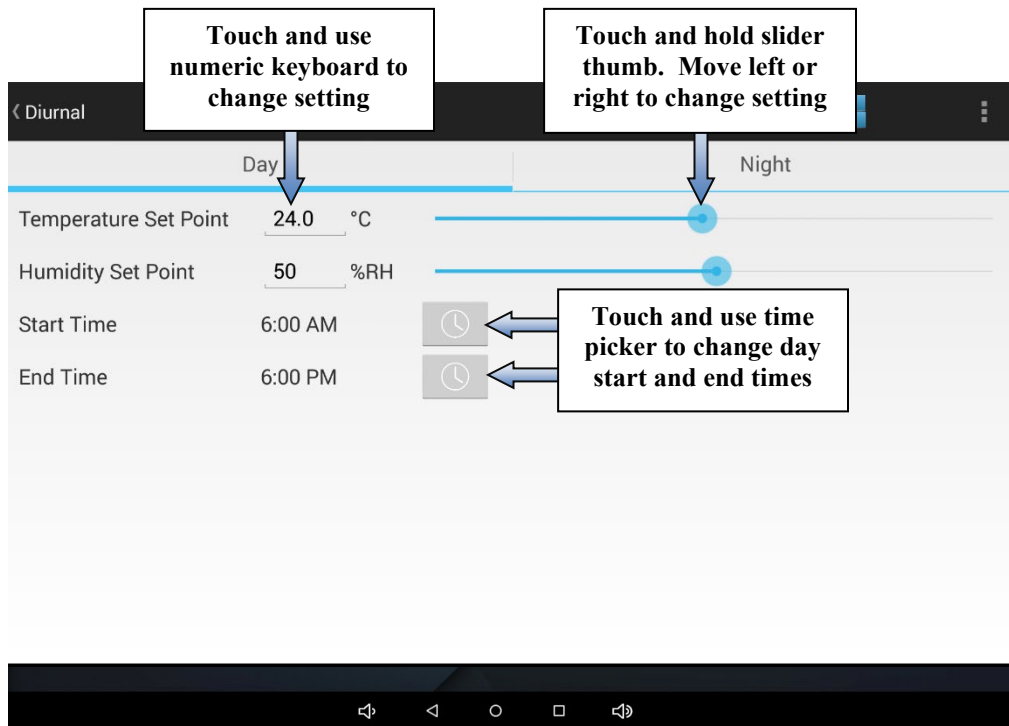 Touch and use
numeric keyboard to
change setting
Touch and hold slider
thumb.  Move left or
right to change setting
Diurnal
Day
Night
Temperature Set Point 24.0 °C
Humidity Set Point 50 %RH
Start Time 6:00 AM
End Time 6:00 PM
Touch and use time
picker to change day
start and end times